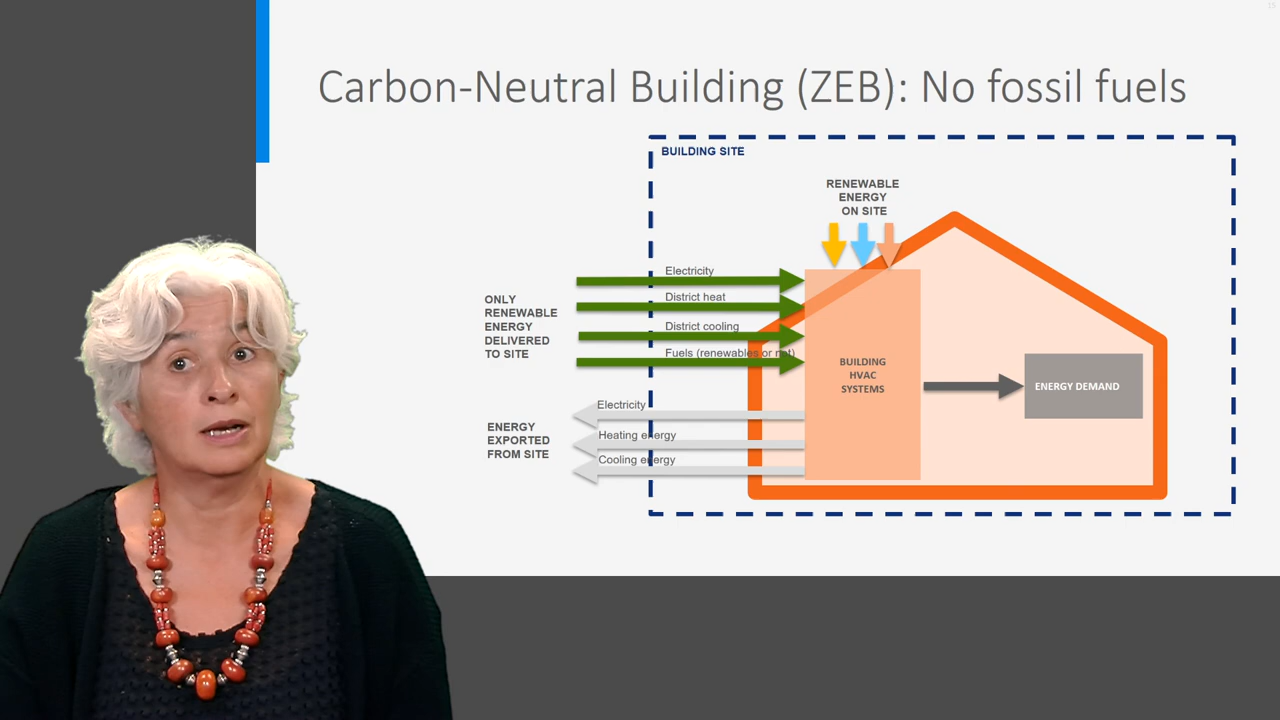 15
Carbon-Neutral Building (ZEB): No fossil fuels
BUILDING SITE
RENEWABLE
ENERGY
ON SITE
ONLY
RENEWABLE
ENERGY
DELIVERED
TO SITE
Electricity
District heat
District cooling
Fuels (renewables or not)
BUILDING
HVAC
SYSTEMS
ENERGY DEMAND
ENERGY
EXPORTED
FROM SITE
Electricity
Heating energy
Cooling energy